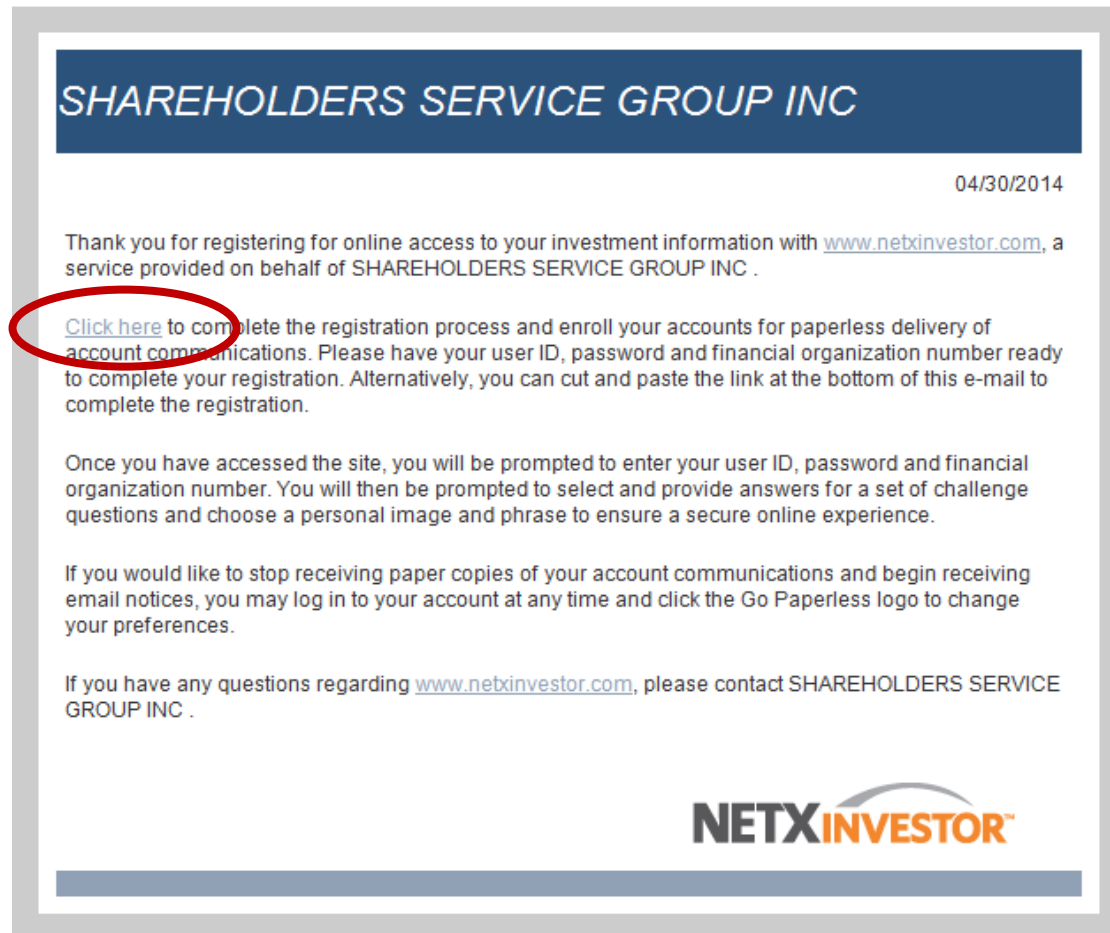 SHAREHOLDERS SERVICE GROUP INC
04/30/2014
Thank you for registering for online access to your investment information with www.netxinvestor.com, a
service provided on behalf of SHAREHOLDERS SERVICE GROUP INC .
Click here to complete the registration process and enroll your accounts for paperless delivery of
account communications. Please have your user ID, password and financial organization number ready
to complete your registration. Alternatively, you can cut and paste the link at the bottom of this e-mail to
complete the registration.
Once you have accessed the site, you will be prompted to enter your user ID, password and financial
organization number. You will then be prompted to select and provide answers for a set of challenge
questions and choose a personal image and phrase to ensure a secure online experience.
If you would like to stop receiving paper copies of your account communications and begin receiving
email notices, you may log in to your account at any time and click the Go Paperless logo to change
your preferences.
If you have any questions regarding www.netxinvestor.com, please contact SHAREHOLDERS SERVICE
GROUP INC .
NETXINVESTOR™